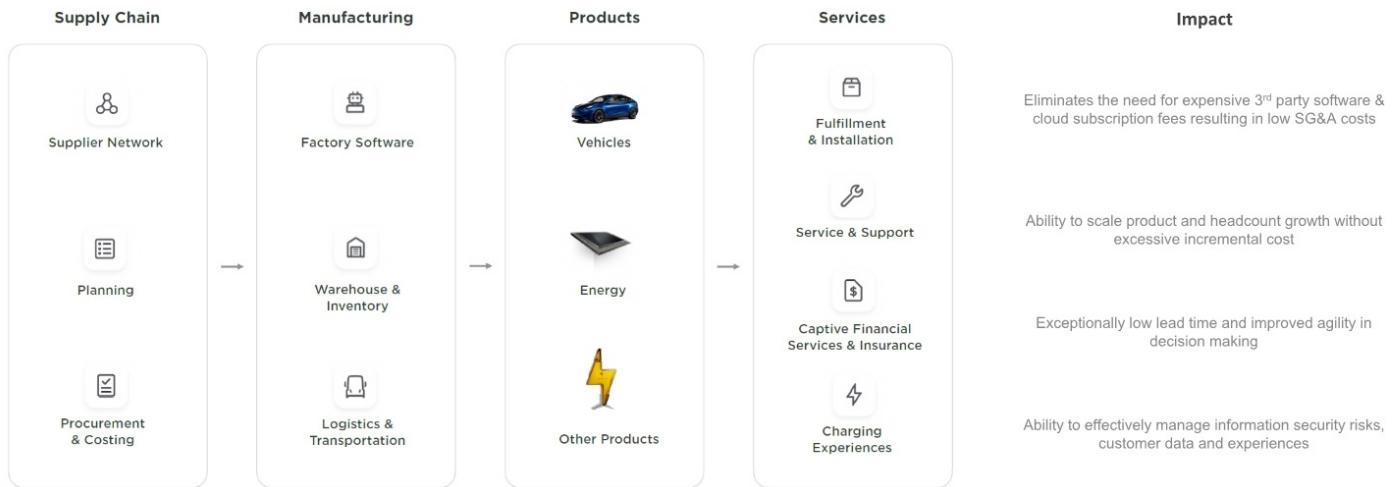 Supply Chain
Supplier Network
Planning
Procurement
& Costing
Manufacturing
Factory Software
Warehouse &
Inventory
Logistics &
Transportation
Products
Vehicles
Energy
Other Products
Services
Fulfillment
& Installation
Service & Support
Captive Financial
Services & Insurance
Charging
Experiences
Impact
Eliminates the need for expensive 3rd party software &
cloud subscription fees resulting in low SG&A costs
Ability to scale product and headcount growth without
excessive incremental cost
Exceptionally low lead time and improved agility in
decision making
Ability to effectively manage information security risks,
customer data and experiences